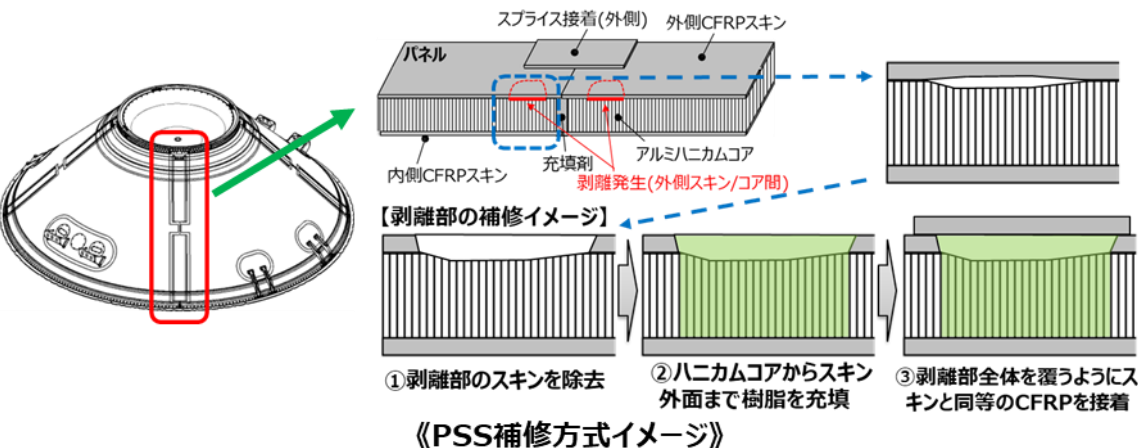 スプライス接着(外側)
外側CFRPスキン
パネル
内側CFRPスキン
充填剤
アルミハニカムコア
剥離発生(外側スキン/コア間)
【剥離部の補修イメージ】
①剥離部のスキンを除去
②ハニカムコアからスキン
外面まで樹脂を充填
③剥離部全体を覆うようにス
キンと同等のCFRPを接着
《PSS補修方式イメージ》